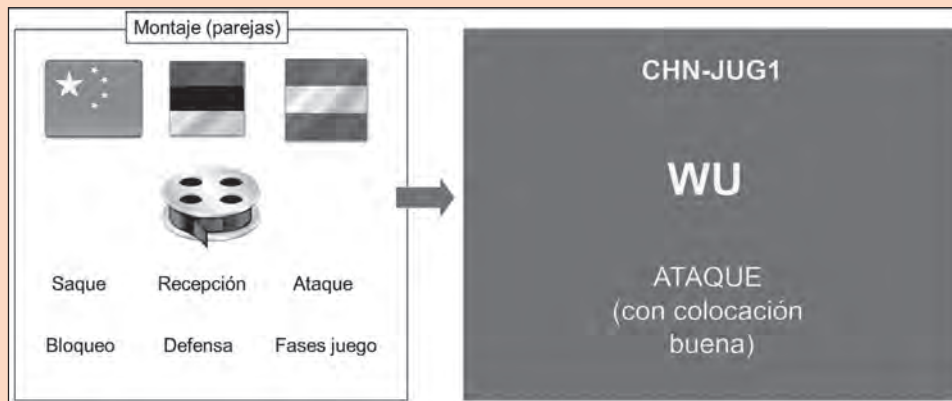 Montaje (parejas)
Saque Recepción Ataque
Bloqueo Defensa Fases juego
CHN-JUG1
WU
ATAQUE
(con colocación
buena)